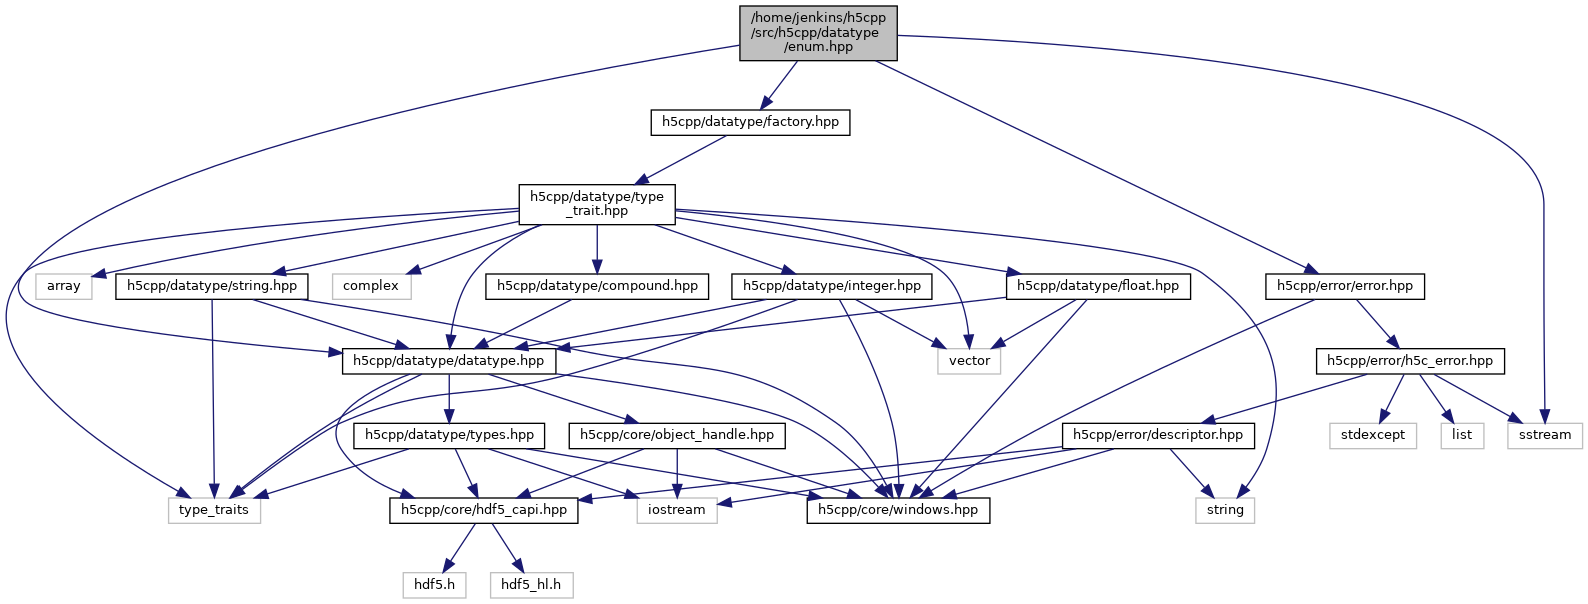 /home/jenkins/h5cpp
/src/h5cpp/datatype
/enum.hpp
h5cpp/datatype/factory.hpp
h5cpp/datatype/type
_trait.hpp
array
h5cpp/datatype/string.hpp
complex
h5cpp/datatype/compound.hpp
h5cpp/datatype/integer.hpp
h5cpp/datatype/float.hpp
h5cpp/error/error.hpp
h5cpp/datatype/datatype.hpp
vector
h5cpp/error/h5c_error.hpp
h5cpp/datatype/types.hpp
h5cpp/core/object_handle.hpp
h5cpp/error/descriptor.hpp
stdexcept
list
sstream
type_traits
h5cpp/core/hdf5_capi.hpp
iostream
h5cpp/core/windows.hpp
string
hdf5.h
hdf5_hl.h